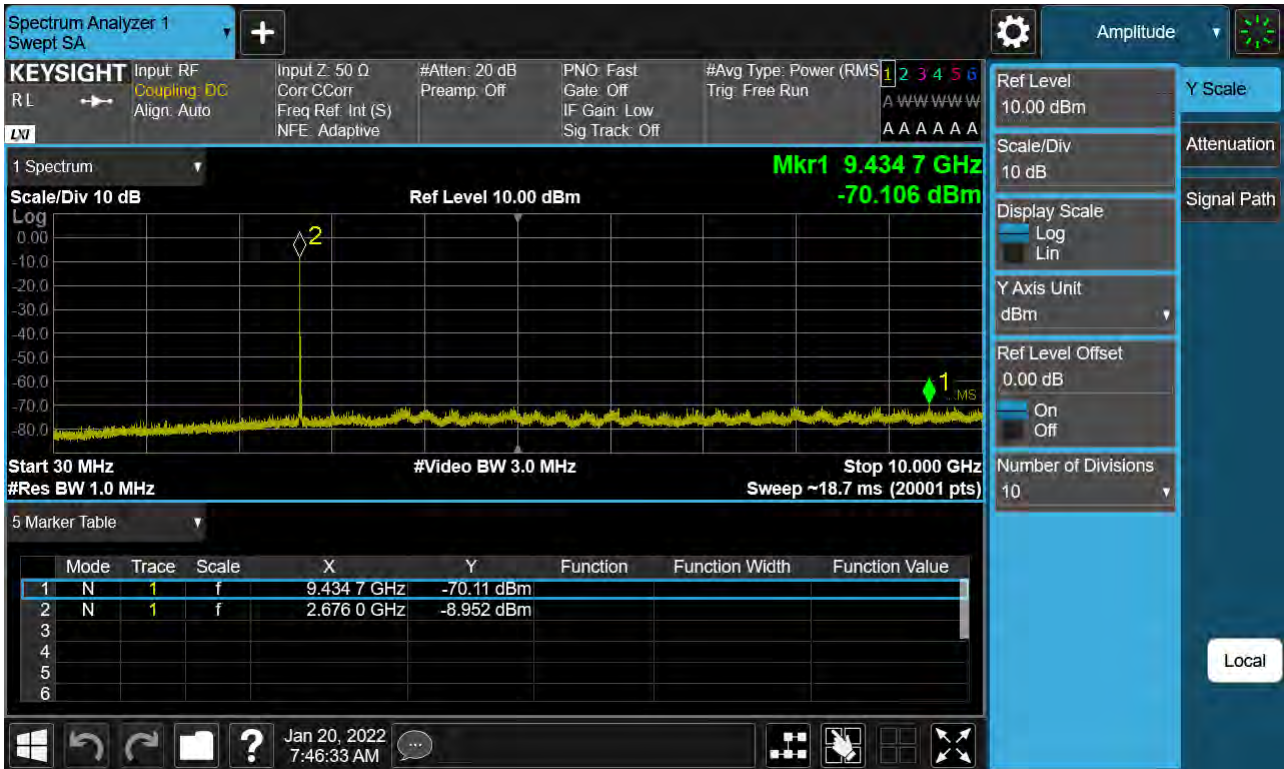 Spectrum Analyzer 1
Swept SA
Amplitude
KEYSIGHT
RL
LXI
Input: RF
Coupling: DC
Align: Auto
Input Z: 50 Ω
Corr CCorr
Freq Ref: Int (S)
NFE: Adaptive
#Atten: 20 dB
Preamp: Off
PNO: Fast
Gate: Off
IF Gain: Low
Sig Track: Off
#Avg Type: Power (RMS
Trig: Free Run
1 2 3 4 5 6
A W W W W W
A A A A A A
1 Spectrum
Mkr1 9.434 7 GHz
-70.106 dBm
Scale/Div 10 dB
Ref Level 10.00 dBm
Log
0.00
-10.0
-20.0
-30.0
-40.0
-50.0
-60.0
-70.0
-80.0
2
1
MS
Start 30 MHz
#Video BW 3.0 MHz
Stop 10.000 GHz
#Res BW 1.0 MHz
Sweep ~18.7 ms (20001 pts)
5 Marker Table
Mode Trace Scale X Y Function Function Width Function Value
1 N 1 f 9.434 7 GHz -70.11 dBm
2 N 1 f 2.676 0 GHz -8.952 dBm
3
4
5
6
Ref Level
10.00 dBm
Scale/Div
10 dB
Display Scale
Log
Lin
Y Axis Unit
dBm
Ref Level Offset
0.00 dB
On
Off
Number of Divisions
10
Y Scale
Attenuation
Signal Path
Local
?
Jan 20, 2022
7:46:33 AM